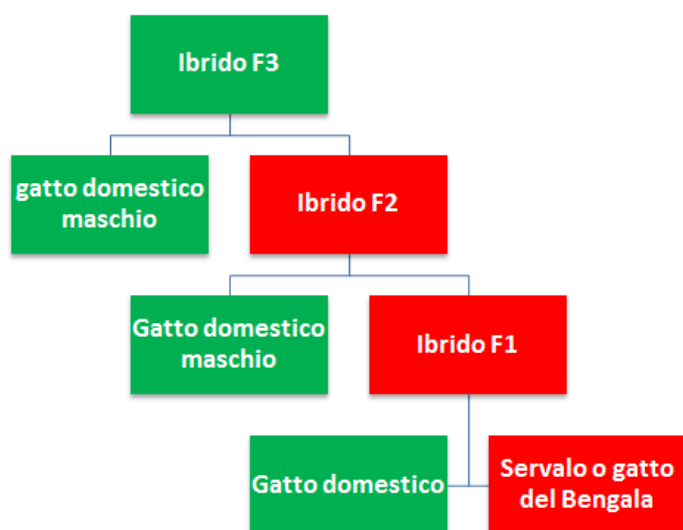 Ibrido F3
gatto domestico
maschio
Ibrido F2
Gatto domestico
maschio
Ibrido F1
Gatto domestico
Servalo o gatto
del Bengala